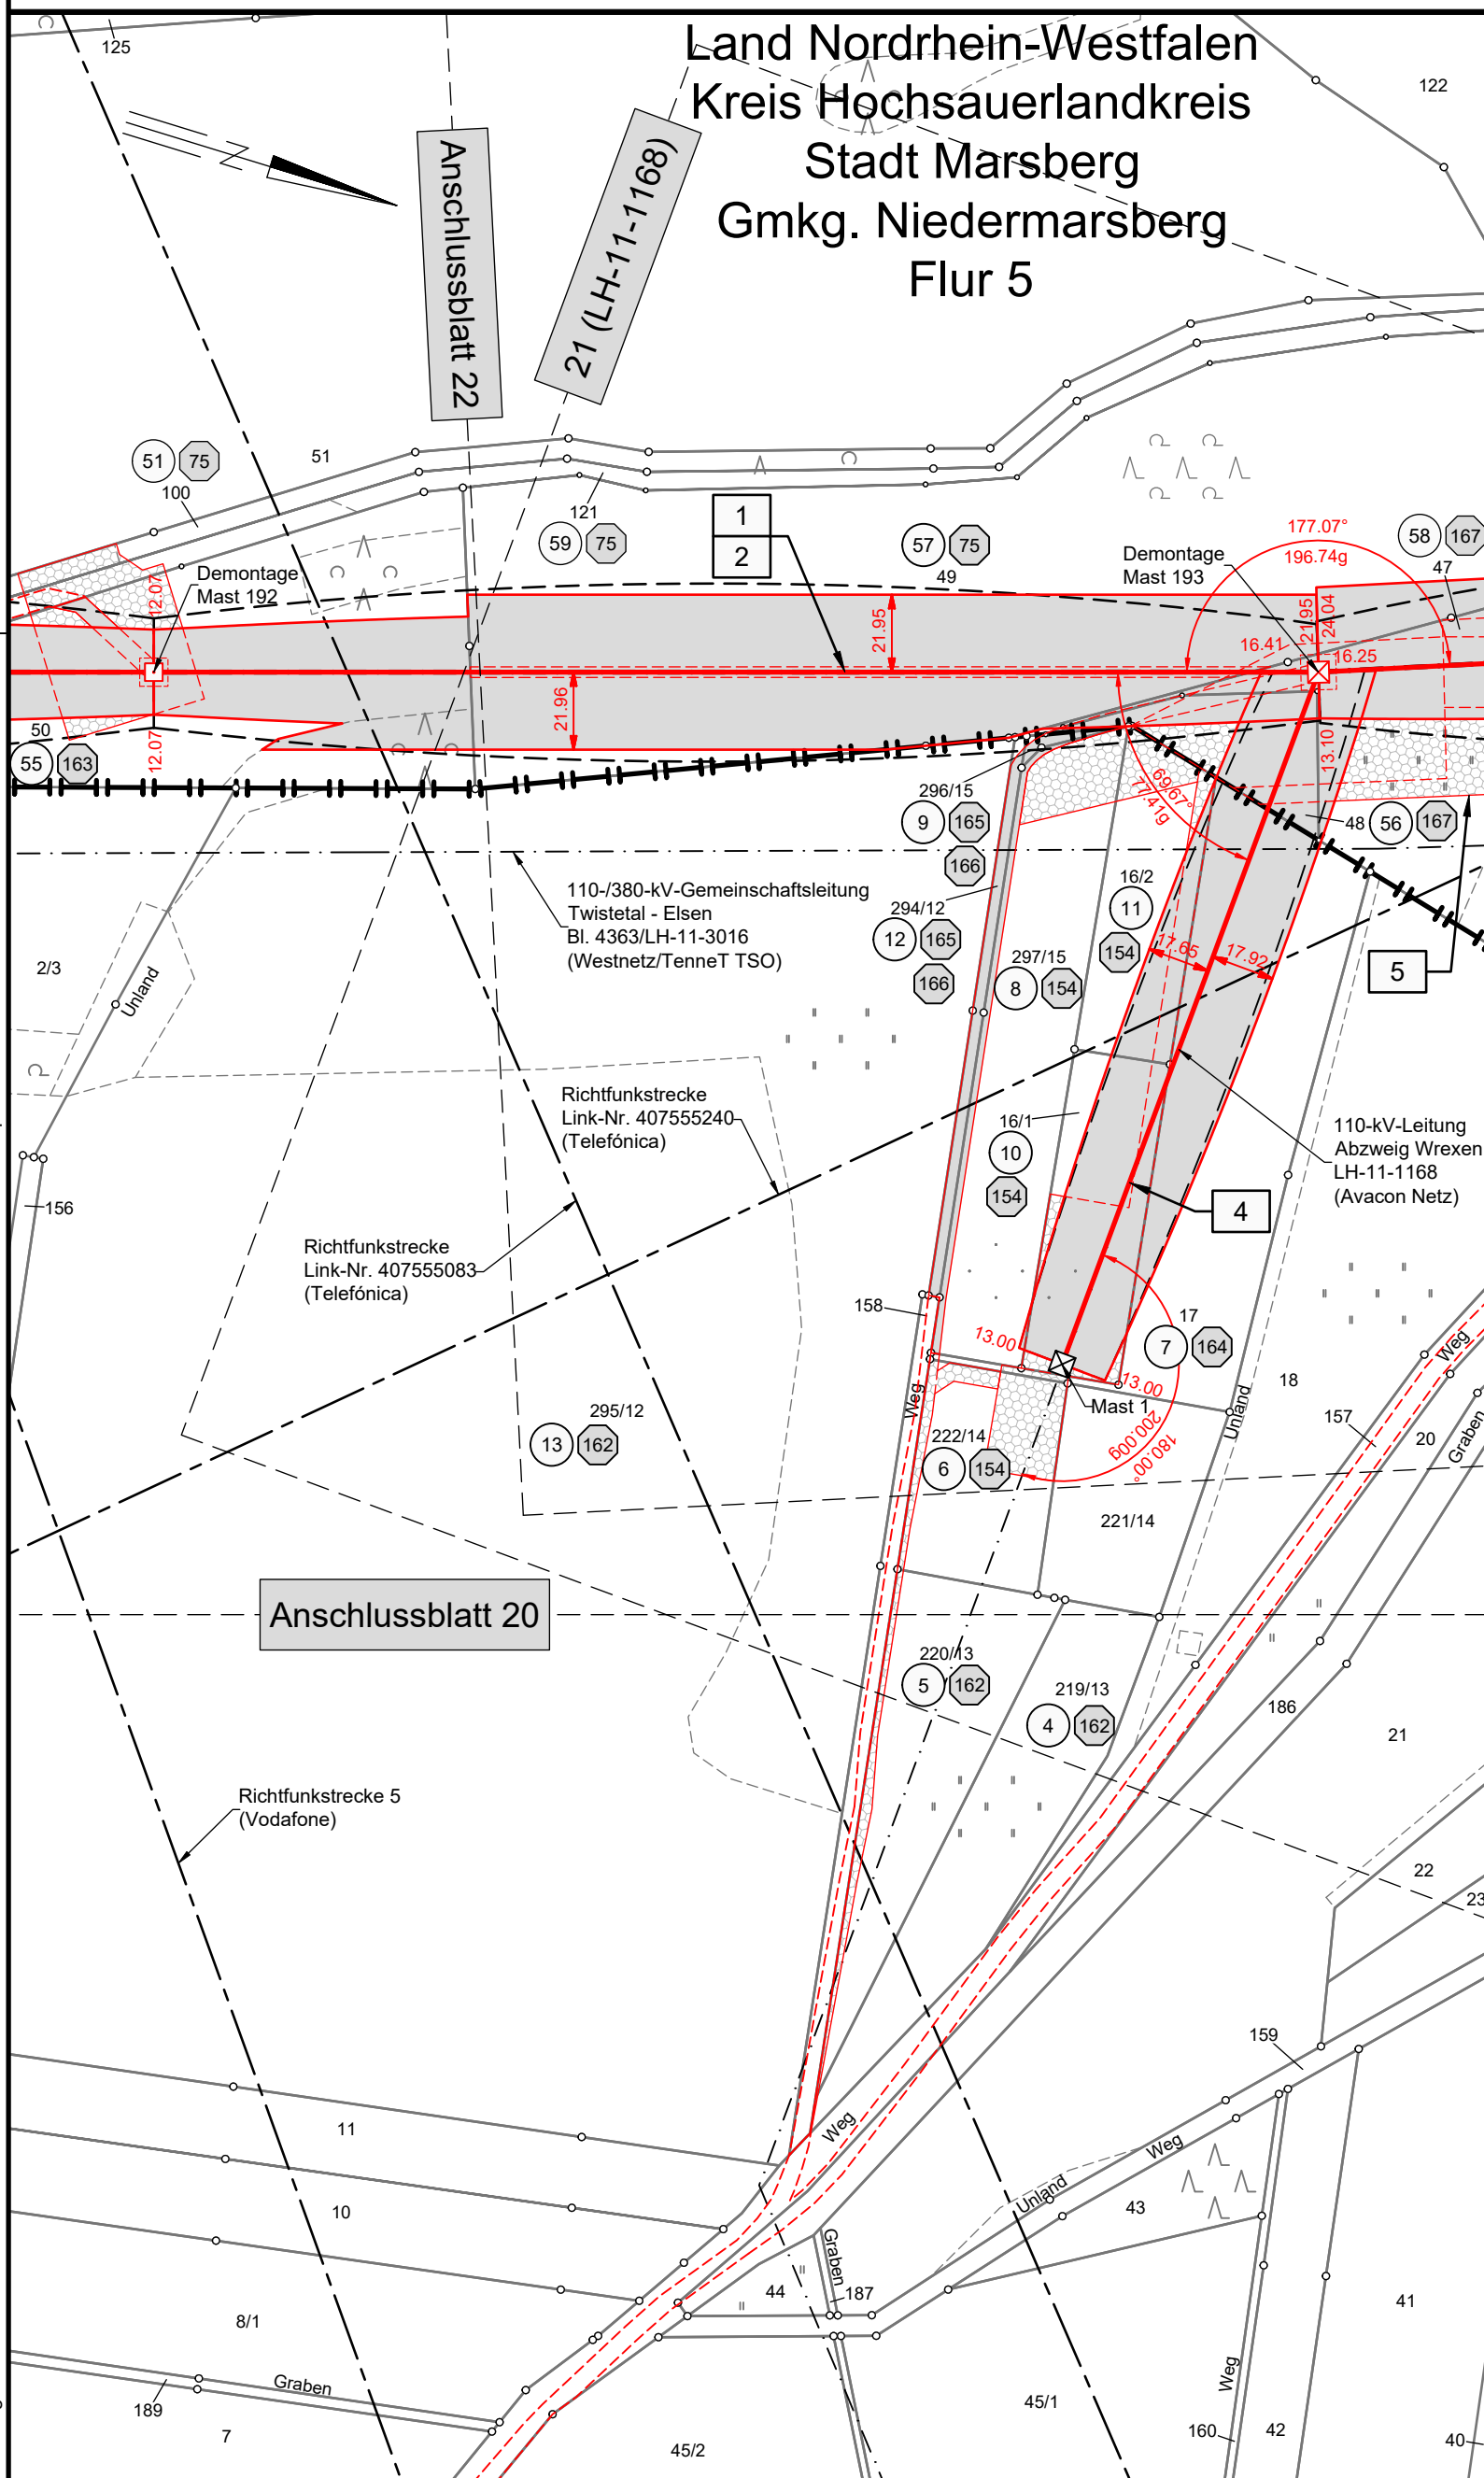 Land Nordrhein-Westfalen
Kreis Hochsauerlandkreis
Stadt Marsberg
Gmkg. Niedermarsberg
Flur 5
125
122
N
Anschlussblatt 22
21 (LH-11-1168)
51
75
100
51
121
59
75
1
2
57
75
49
Demontage
Mast 193
177.07°
196.74g
58
167
47
Demontage
Mast 192
12.07
12.07
21.95
21.96
21.95
24.04
16.41
16.25
13.10
50
55
163
69.67°
77.41g
296/15
9
165
166
48
56
167
110-/380-kV-Gemeinschaftsleitung
Twistetal - Elsen
Bl. 4363/LH-11-3016
(Westnetz/TenneT TSO)
294/12
12
165
166
16/2
11
154
297/15
8
154
17.65
17.92
5
2/3
Unland
Richtfunkstrecke
Link-Nr. 407555240
(Telefónica)
16/1
10
154
110-kV-Leitung
Abzweig Wrexen
LH-11-1168
(Avacon Netz)
4
156
Richtfunkstrecke
Link-Nr. 407555083
(Telefónica)
158
13.00
17
7
164
13.00
Mast 1
200.00g
180.00°
Weg
Unland
18
Weg
157
20
Graben
295/12
13
162
222/14
6
154
221/14
Anschlussblatt 20
220/13
5
162
219/13
4
162
186
21
Richtfunkstrecke 5
(Vodafone)
22
23
159
11
Weg
Weg
Unland
43
10
Graben
44
187
41
8/1
Graben
189
7
45/1
Weg
160
42
40
45/2